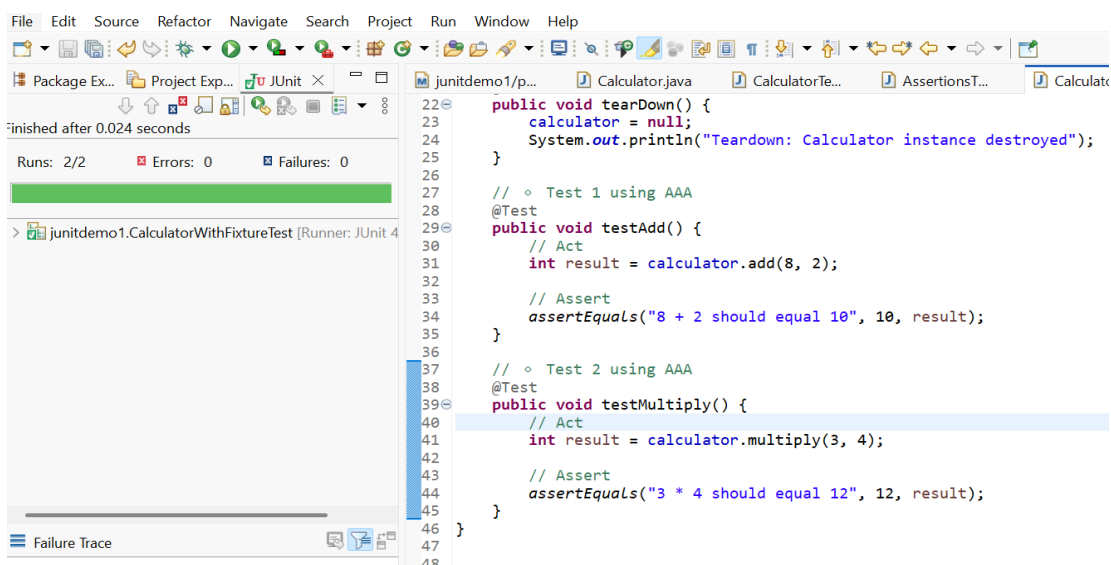 File Edit Source Refactor Navigate Search Project Run Window Help
Package Ex... Project Exp... JUnit
junitdemo1/p... Calculator.java CalculatorTe... AssertionsT... Calculato
Finished after 0.024 seconds
Runs: 2/2 Errors: 0 Failures: 0
junitdemo1.CalculatorWithFixtureTest [Runner: JUnit 4
Failure Trace
22 public void tearDown() {
23 calculator = null;
24 System.out.println("Teardown: Calculator instance destroyed");
25 }
26
27 // ⚬ Test 1 using AAA
28 @Test
29 public void testAdd() {
30 // Act
31 int result = calculator.add(8, 2);
32
33 // Assert
34 assertEquals("8 + 2 should equal 10", 10, result);
35 }
36
37 // ⚬ Test 2 using AAA
38 @Test
39 public void testMultiply() {
40 // Act
41 int result = calculator.multiply(3, 4);
42
43 // Assert
44 assertEquals("3 * 4 should equal 12", 12, result);
45 }
46 }
47
48